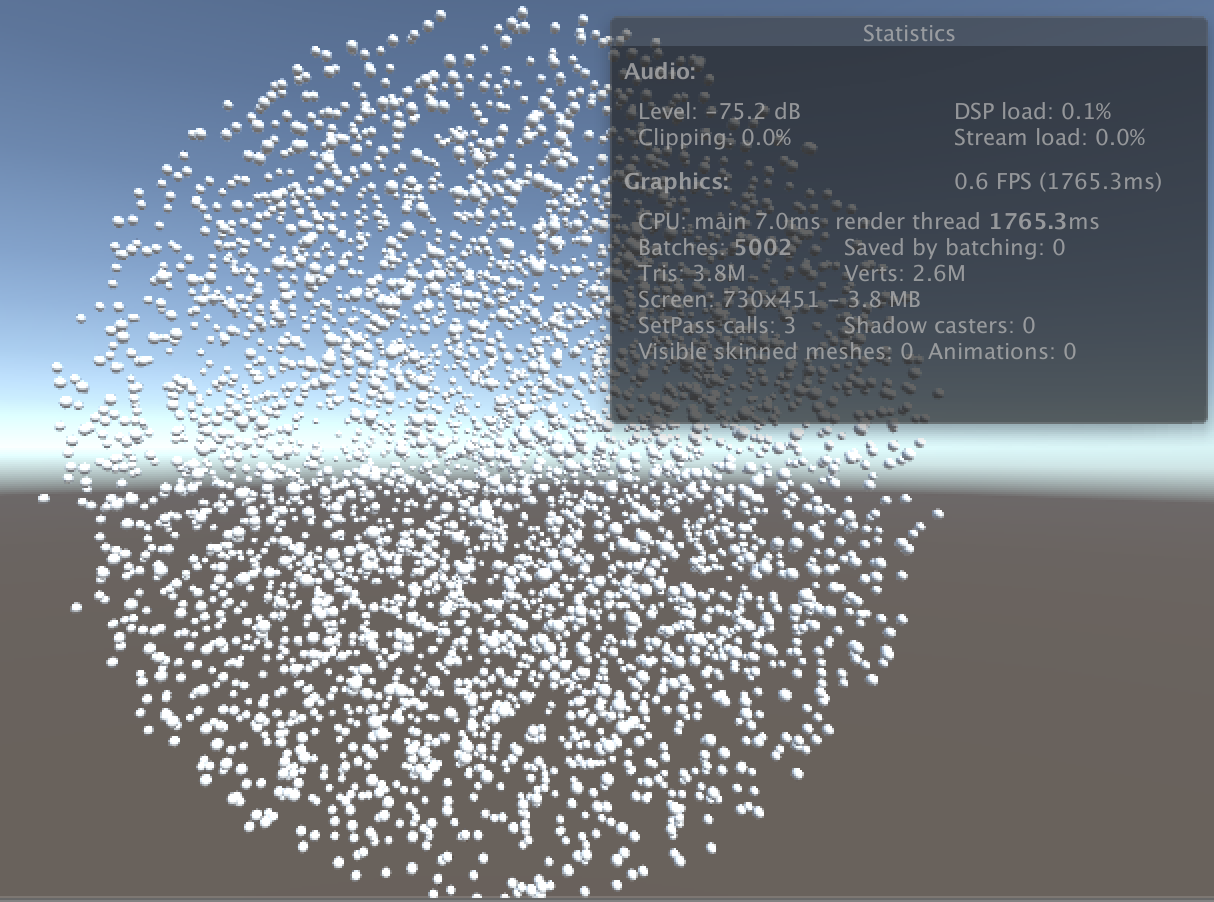 Statistics
Audio:
Level: -75.2 dB DSP load: 0.1%
Clipping: 0.0% Stream load: 0.0%
Graphics: 0.6 FPS (1765.3ms)
CPU: main 7.0ms render thread 1765.3ms
Batches: 5002 Saved by batching: 0
Tris: 3.8M Verts: 2.6M
Screen: 730x451 - 3.8 MB
SetPass calls: 3 Shadow casters: 0
Visible skinned meshes: 0 Animations: 0